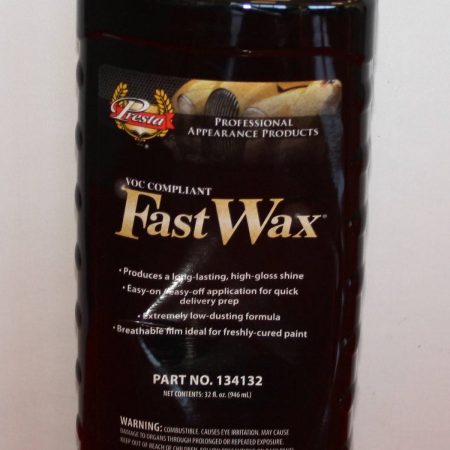 Presta
PROFESSIONAL
APPEARANCE PRODUCTS
VOC COMPLIANT
FastWax®
• Produces a long-lasting, high-gloss shine
• Easy-on / easy-off application for quick
delivery prep
• Extremely low-dusting formula
• Breathable film ideal for freshly-cured paint
PART NO. 134132
NET CONTENTS: 32 fl. oz. (946 mL)
WARNING: COMBUSTIBLE. CAUSES EYE IRRITATION. MAY CAUSE
DAMAGE TO ORGANS THROUGH PROLONGED OR REPEATED EXPOSURE.